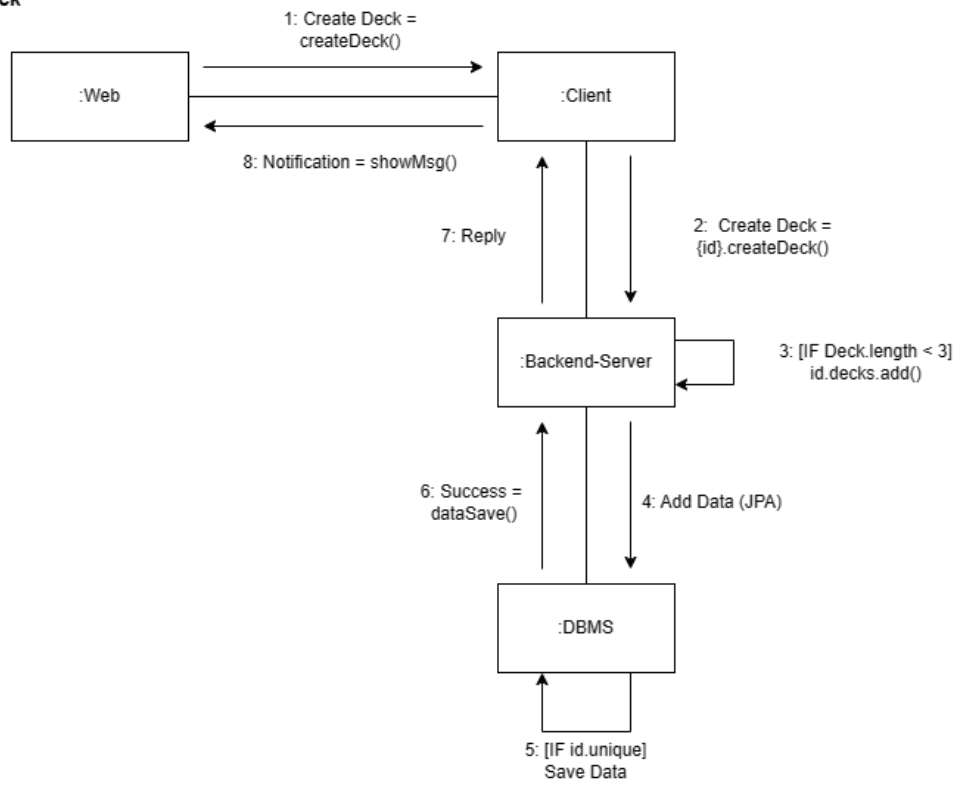 1: Create Deck =
createDeck()
:Web
:Client
8: Notification = showMsg()
7: Reply
2:  Create Deck =
{id}.createDeck()
:Backend-Server
3: [IF Deck.length < 3]
id.decks.add()
6: Success =
dataSave()
4: Add Data (JPA)
:DBMS
5: [IF id.unique]
Save Data